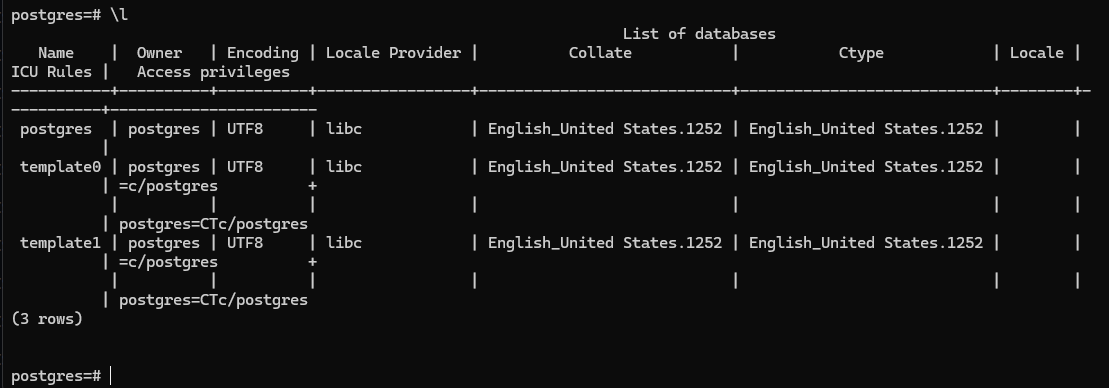 postgres=# \l
                                                                   List of databases
   Name    |  Owner   | Encoding | Locale Provider |          Collate           |           Ctype            | Locale |
ICU Rules |   Access privileges
-----------+----------+----------+-----------------+----------------------------+----------------------------+--------+-
----------+-----------------------
 postgres  | postgres | UTF8     | libc            | English_United States.1252 | English_United States.1252 |        |
          |
 template0 | postgres | UTF8     | libc            | English_United States.1252 | English_United States.1252 |        |
          | =c/postgres          +
           |          |          |                 |                            |                            |        |
          | postgres=CTc/postgres
 template1 | postgres | UTF8     | libc            | English_United States.1252 | English_United States.1252 |        |
          | =c/postgres          +
           |          |          |                 |                            |                            |        |
          | postgres=CTc/postgres
(3 rows)
postgres=#